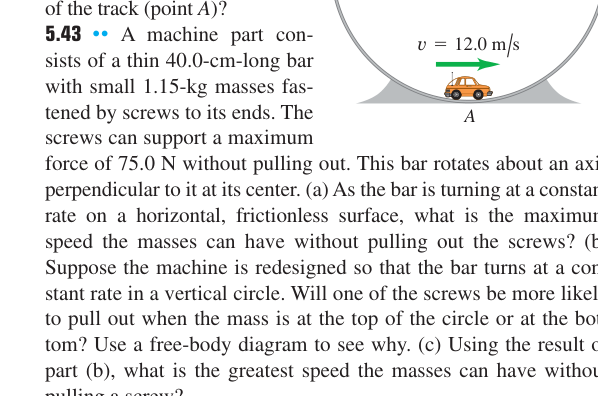 of the track (point A)?
5.43 •• A machine part con-
sists of a thin 40.0-cm-long bar
with small 1.15-kg masses fas-
tened by screws to its ends. The
screws can support a maximum
force of 75.0 N without pulling out. This bar rotates about an axi
perpendicular to it at its center. (a) As the bar is turning at a constan
rate on a horizontal, frictionless surface, what is the maximum
speed the masses can have without pulling out the screws? (b
Suppose the machine is redesigned so that the bar turns at a con
stant rate in a vertical circle. Will one of the screws be more likel
to pull out when the mass is at the top of the circle or at the bot
tom? Use a free-body diagram to see why. (c) Using the result o
part (b), what is the greatest speed the masses can have withou
pulling a screw?
v = 12.0 m/s
A